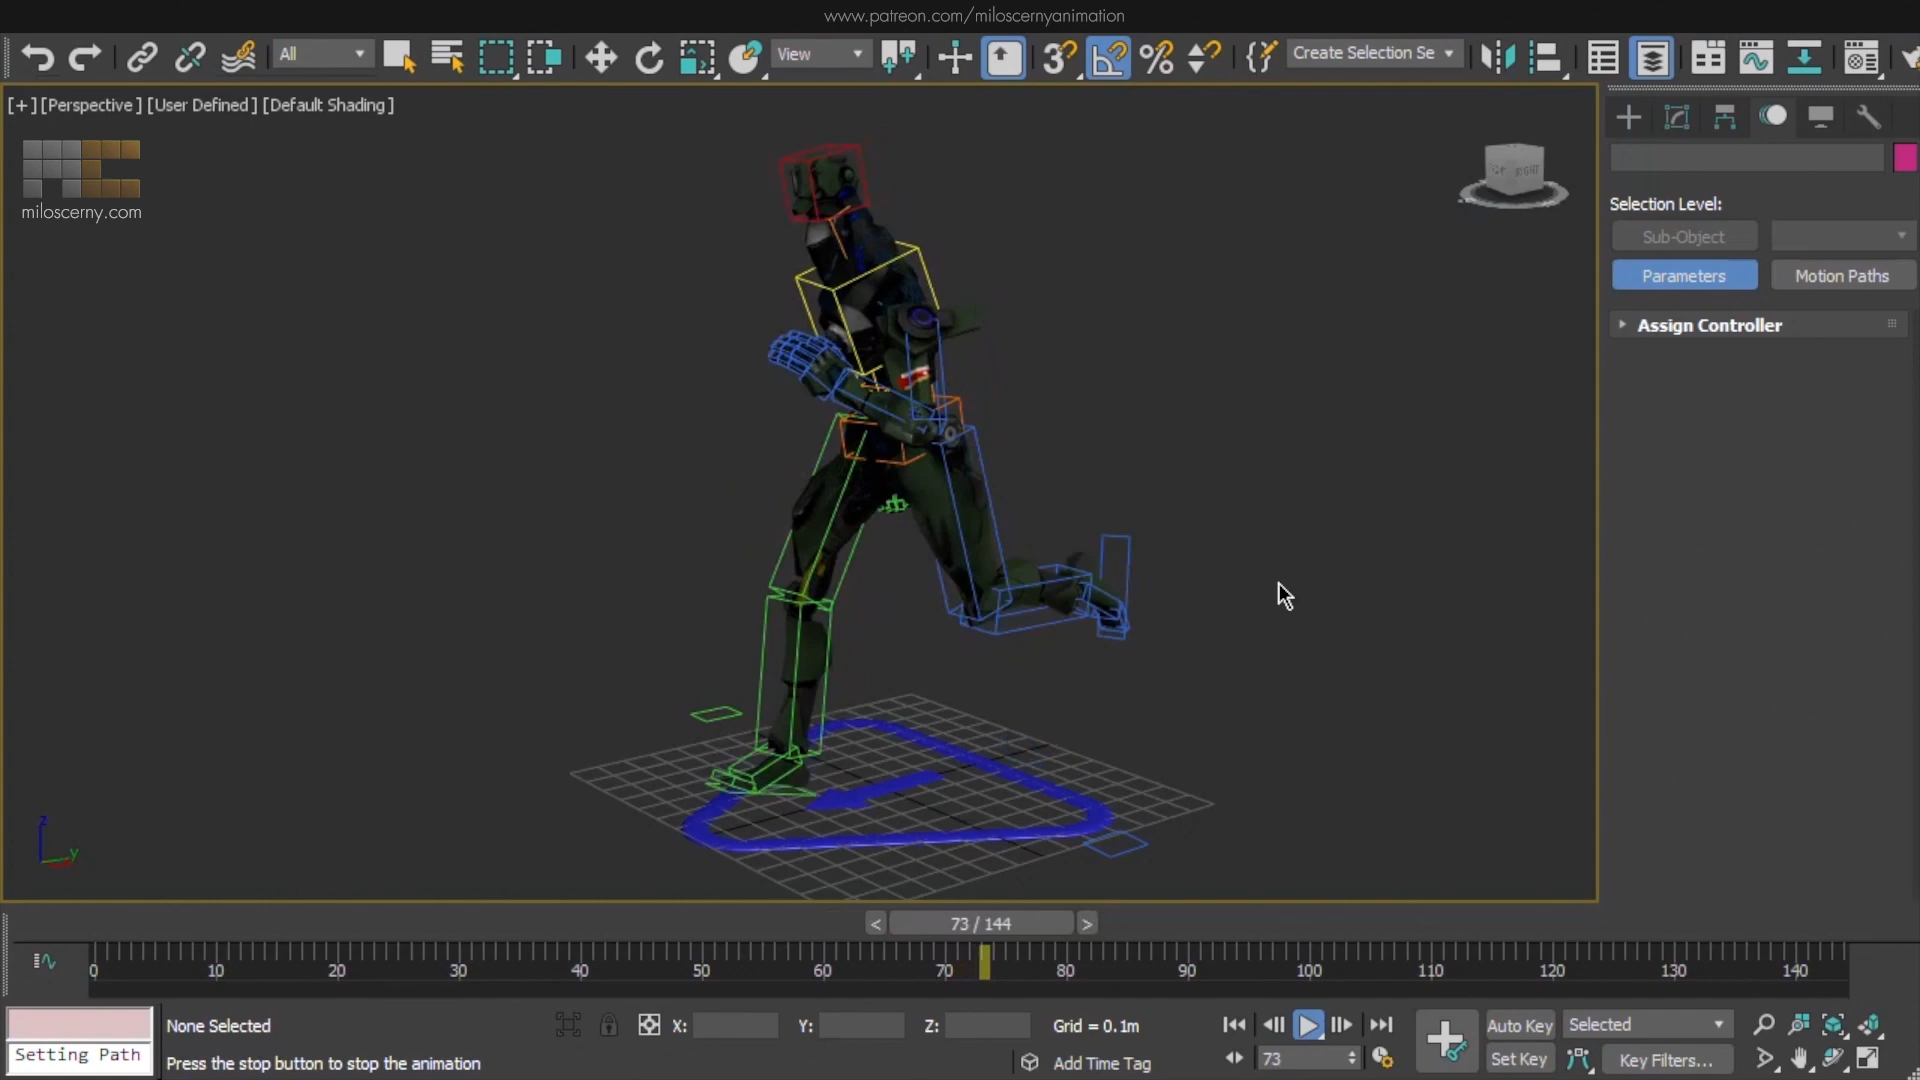 www.patreon.com/miloscernyanimation
All
View
3
Create Selection Se
[+] [Perspective] [User Defined] [Default Shading]
miloscerny.com
Selection Level:
Sub-Object
Parameters
Motion Paths
Assign Controller
z
y
<
73 / 144
>
0 10 20 30 40 50 60 70 80 90 100 110 120 130 140
None Selected
X:
Y:
Z:
Grid = 0.1m
Auto Key
Selected
Setting Path
Press the stop button to stop the animation
Add Time Tag
73
Set Key
Key Filters...